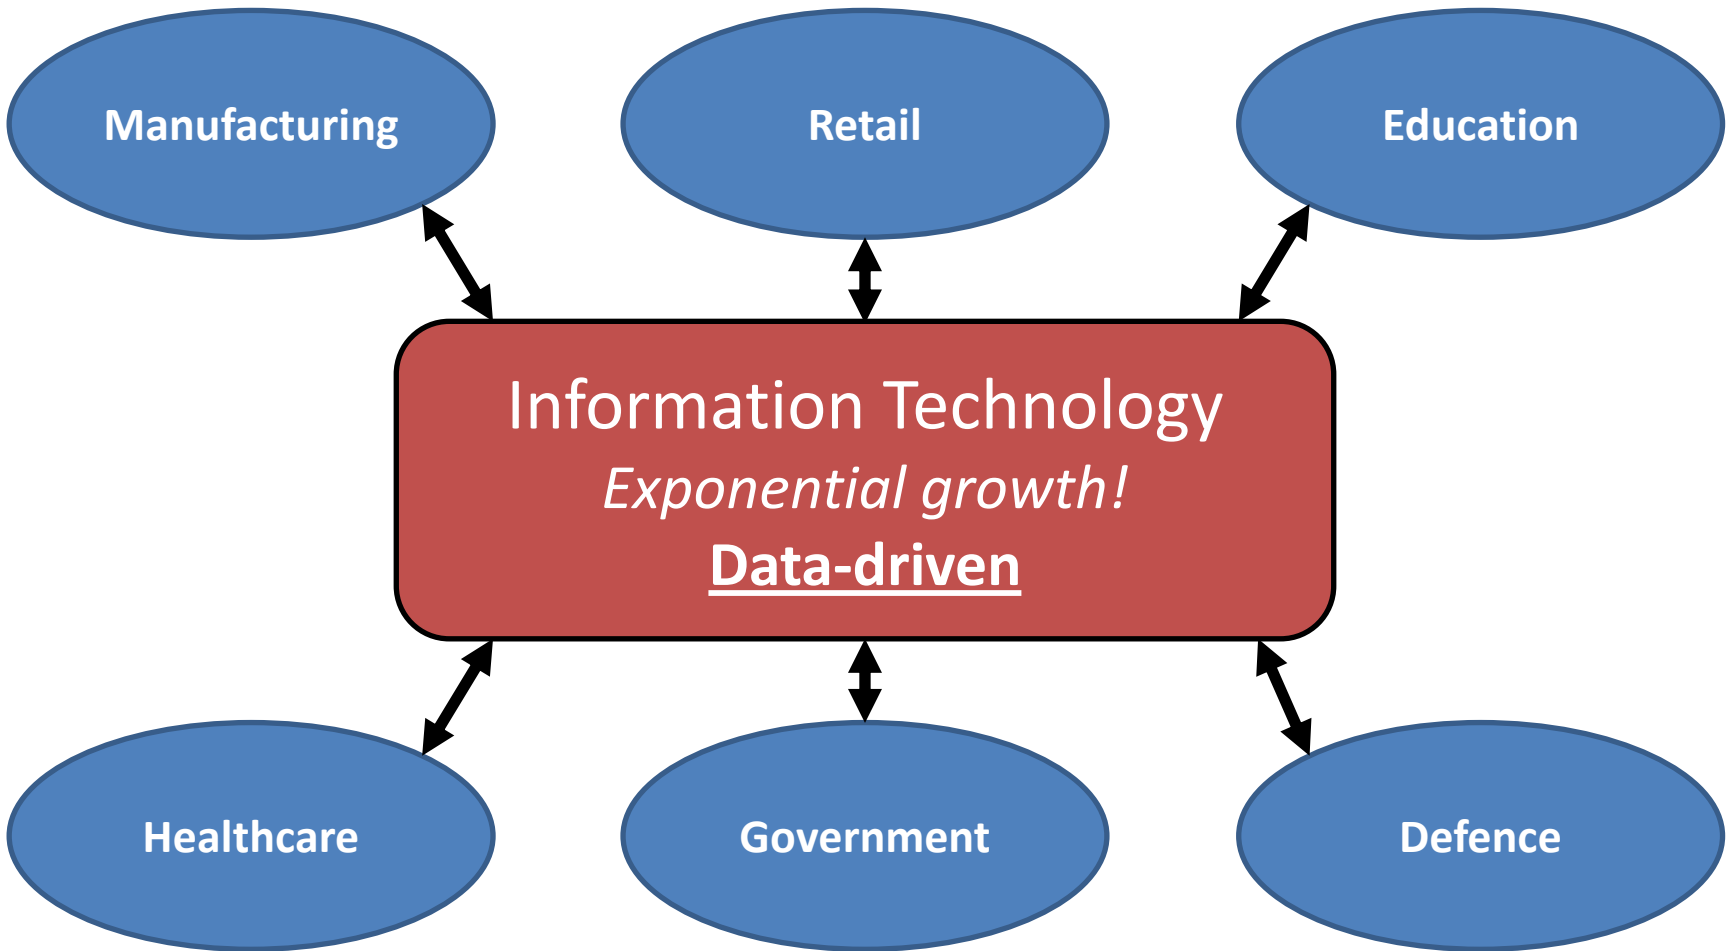 Manufacturing
Retail
Education
Information Technology
Exponential growth!
Data-driven
Healthcare
Government
Defence